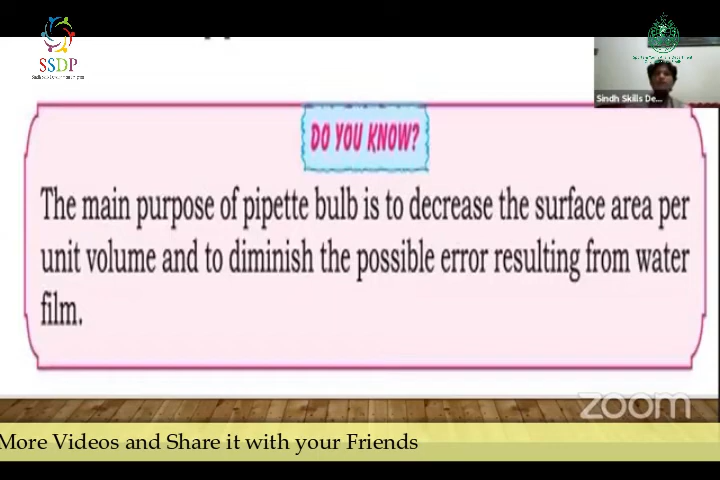 SSDP
Sindh Skills De...
DO YOU KNOW?
The main purpose of pipette bulb is to decrease the surface area per
unit volume and to diminish the possible error resulting from water
film.
zoom
More Videos and Share it with your Friends